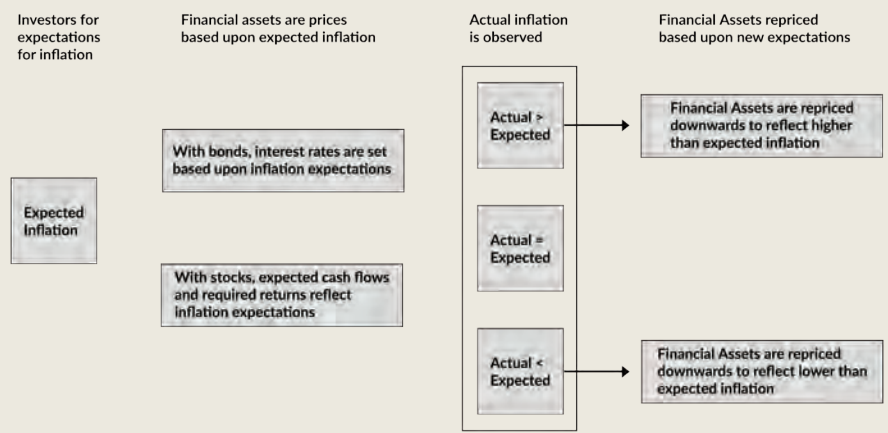 Investors for
expectations
for inflation
Financial assets are prices
based upon expected inflation
Actual inflation
is observed
Financial Assets repriced
based upon new expectations
Expected
Inflation
With bonds, interest rates are set
based upon inflation expectations
With stocks, expected cash flows
and required returns reflect
inflation expectations
Actual >
Expected
Actual =
Expected
Actual <
Expected
Financial Assets are repriced
downwards to reflect higher
than expected inflation
Financial Assets are repriced
downwards to reflect lower than
expected inflation